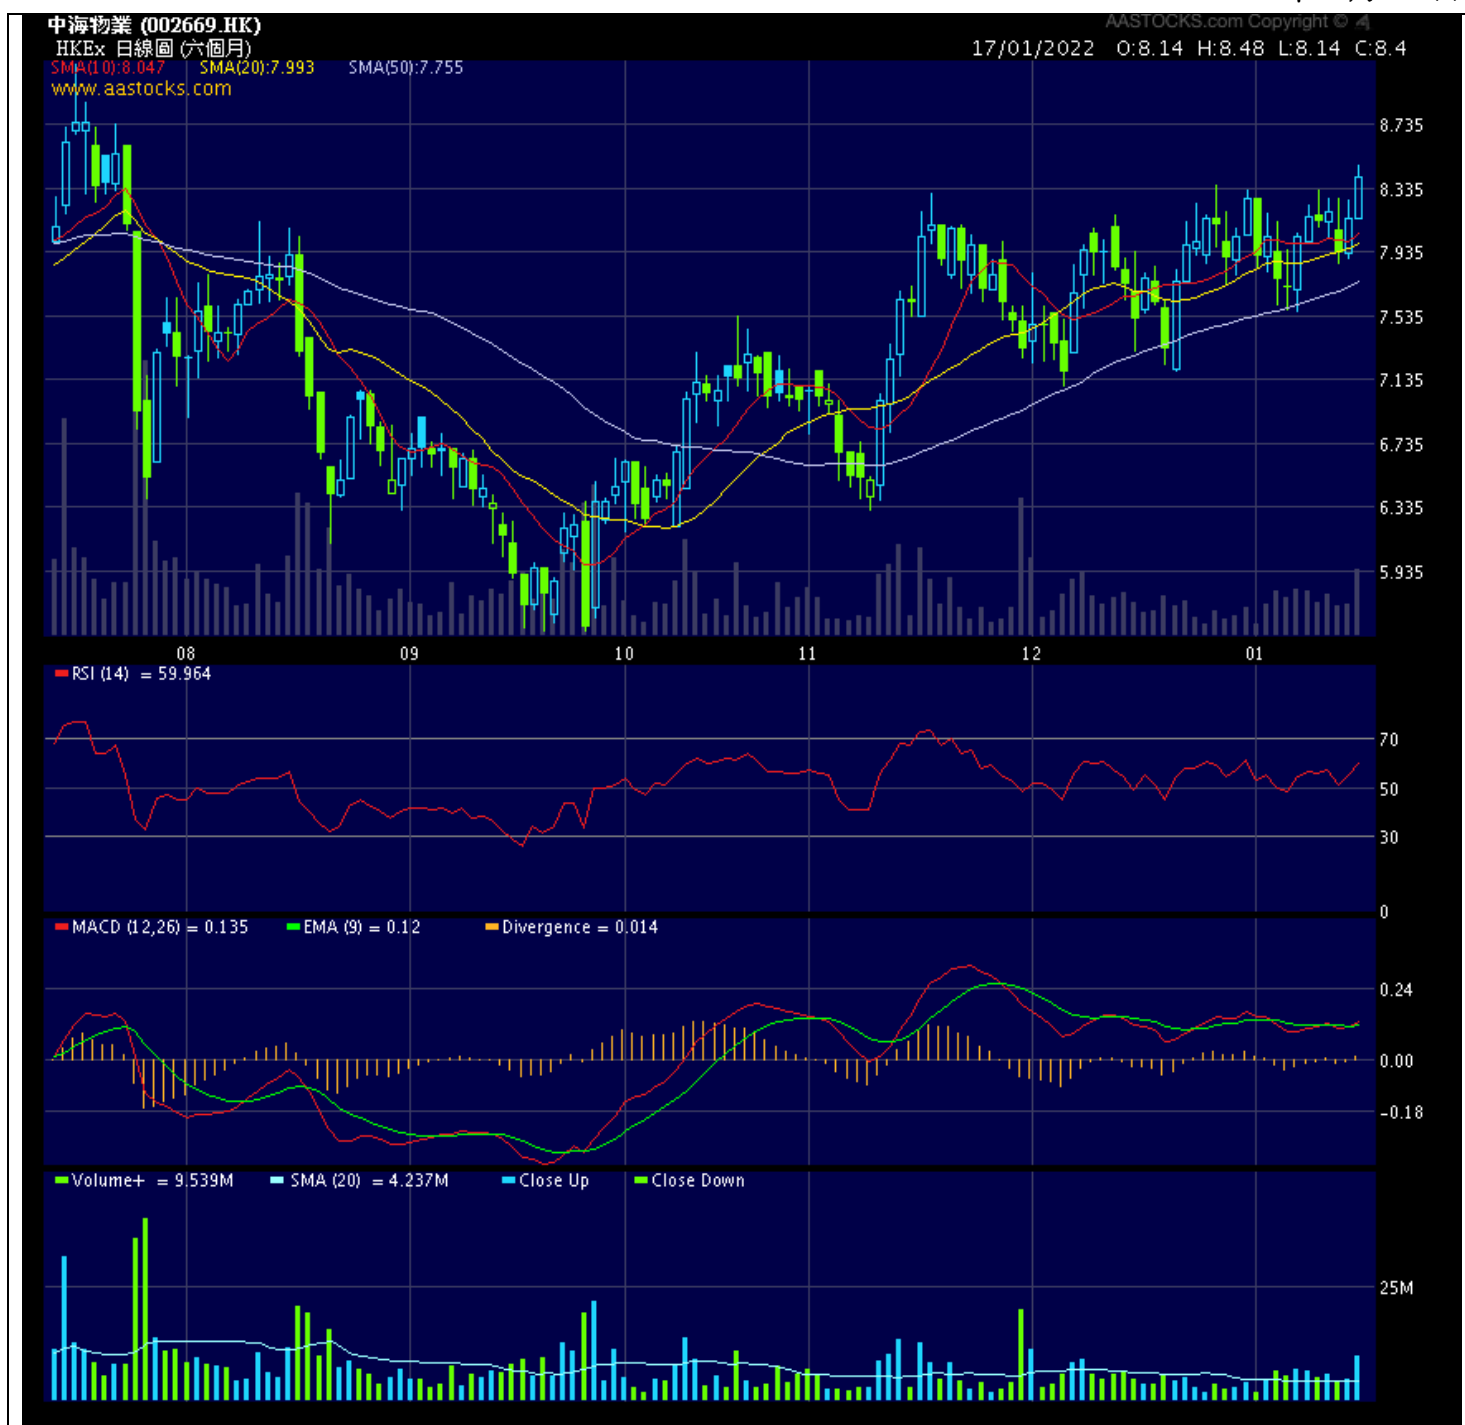 AASTOCKS.com Copyright ©
中海物業 (002669.HK)
HKEx 日線圖 (六個月)
17/01/2022 O:8.14 H:8.48 L:8.14 C:8.4
SMA(10):8.047 SMA(20):7.993 SMA(50):7.755
www.aastocks.com
8.735
8.335
7.935
7.535
7.135
6.735
6.335
5.935
08 09 10 11 12 01
RSI (14) = 59.964
70
50
30
0
MACD (12,26) = 0.135 EMA (9) = 0.12 Divergence = 0.014
0.24
0.00
-0.18
Volume+ = 9.539M SMA (20) = 4.237M Close Up Close Down
25M